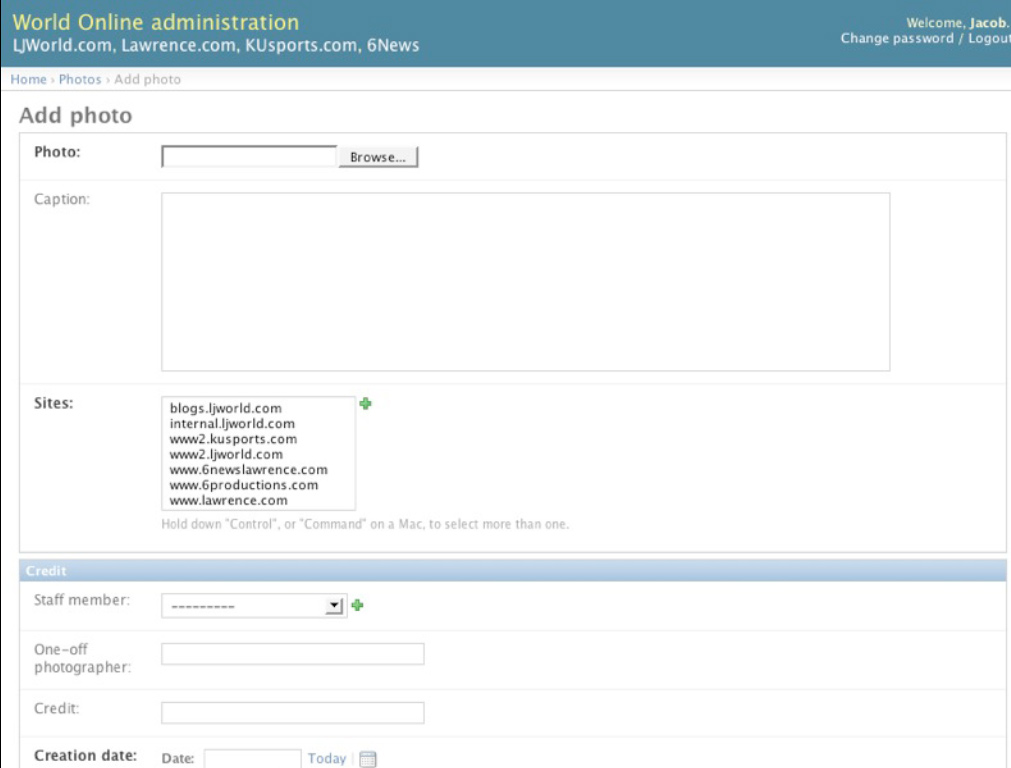 World Online administration
LJWorld.com, Lawrence.com, KUsports.com, 6News
Welcome, Jacob.
Change password / Logout
Home › Photos › Add photo
Add photo
Photo:
Browse...
Caption:
Sites:
blogs.ljworld.com
internal.ljworld.com
www2.kusports.com
www2.ljworld.com
www.6newslawrence.com
www.6productions.com
www.lawrence.com
Hold down "Control", or "Command" on a Mac, to select more than one.
Credit
Staff member:
---------
One-off
photographer:
Credit:
Creation date:
Date:
Today